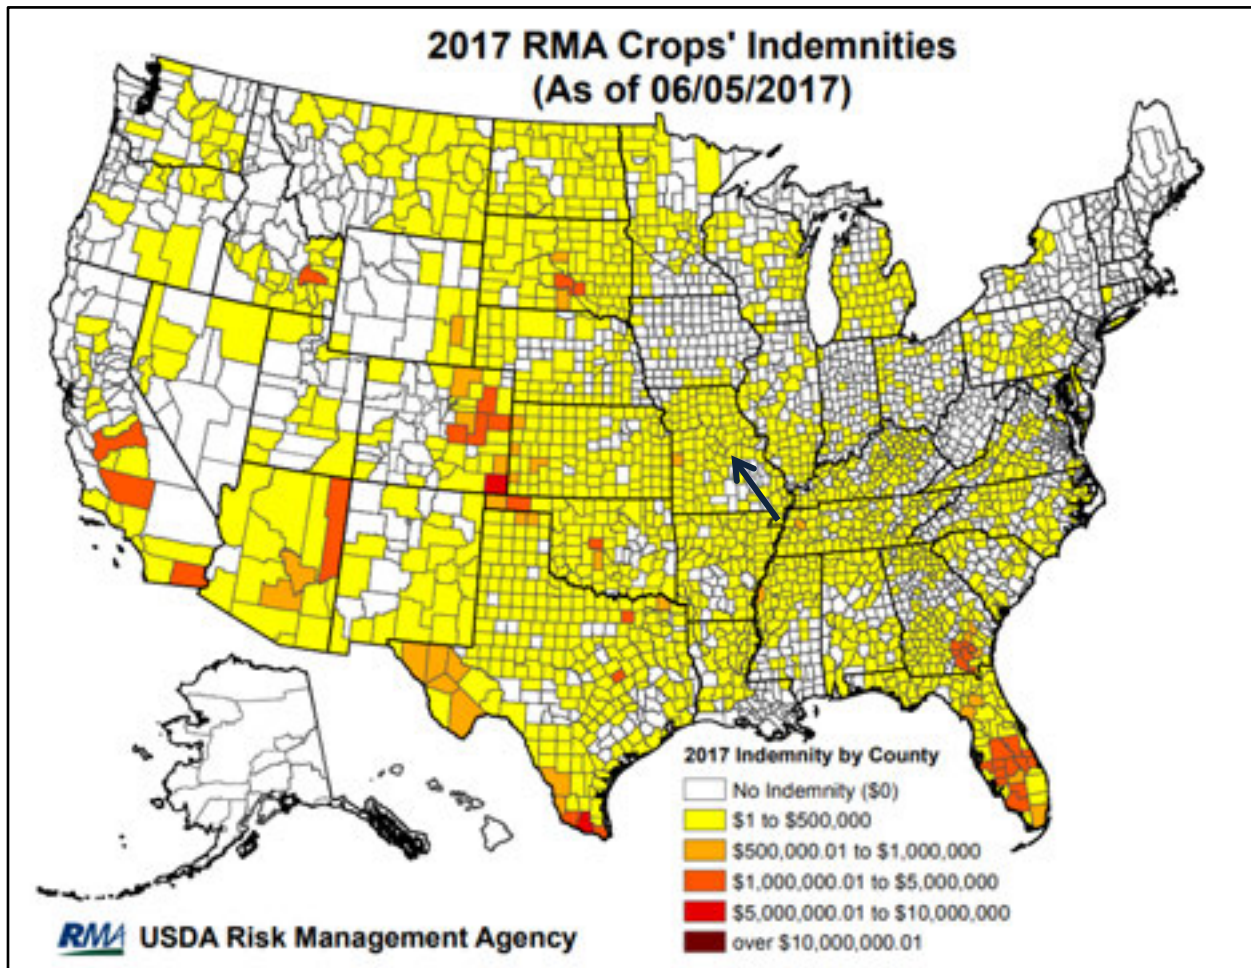 2017 RMA Crops' Indemnities
(As of 06/05/2017)
2017 Indemnity by County
No Indemnity ($0)
$1 to $500,000
$500,000.01 to $1,000,000
$1,000,000.01 to $5,000,000
$5,000,000.01 to $10,000,000
over $10,000,000.01
RMA USDA Risk Management Agency